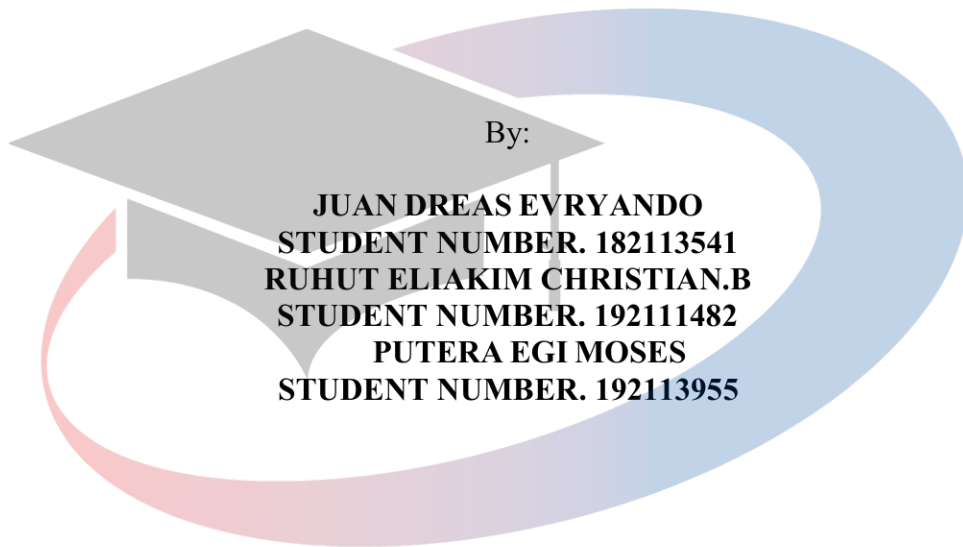 By:
JUAN DREAS EVRYANDO
STUDENT NUMBER. 182113541
RUHUT ELIAKIM CHRISTIAN.B
STUDENT NUMBER. 192111482
PUTERA EGI MOSES
STUDENT NUMBER. 192113955